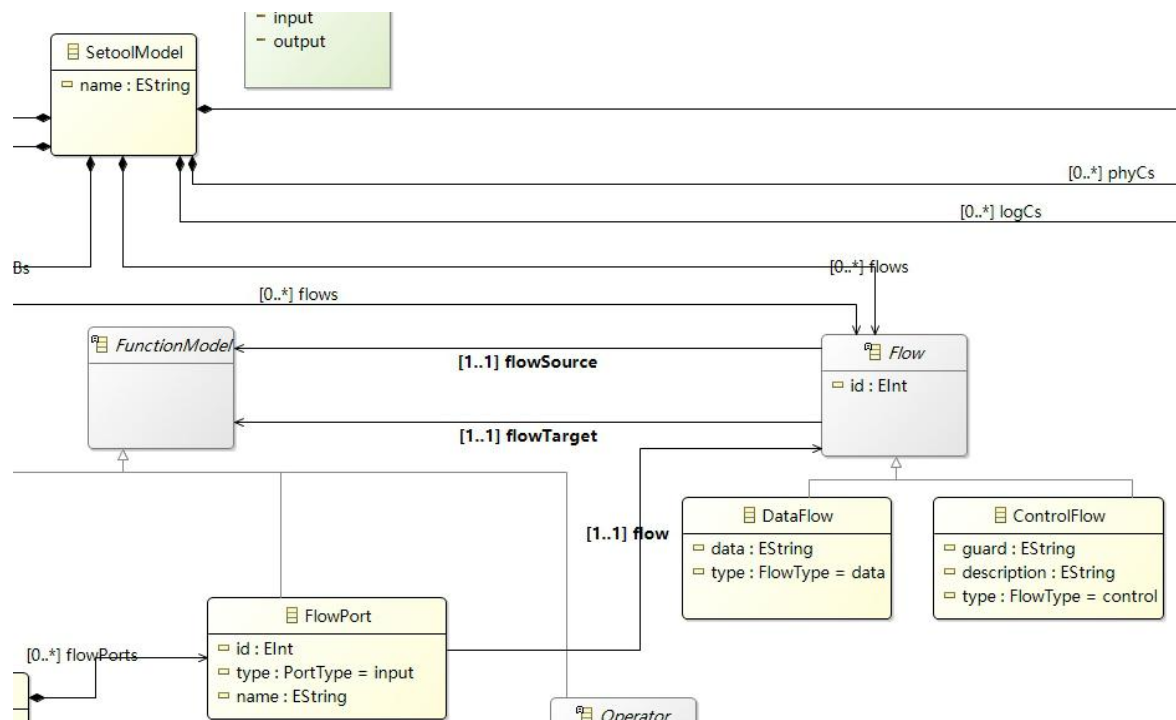 input
output
SetoolModel
name : EString
[0..*] phyCs
[0..*] logCs
Bs
[0..*] flows
[0..*] flows
FunctionModel
[1..1] flowSource
Flow
id : EInt
[1..1] flowTarget
[1..1] flow
DataFlow
data : EString
type : FlowType = data
ControlFlow
guard : EString
description : EString
type : FlowType = control
FlowPort
id : EInt
type : PortType = input
name : EString
[0..*] flowPorts
Operator